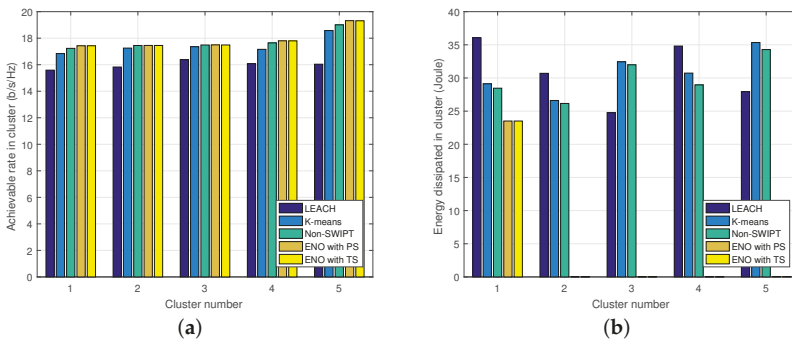 20
18
16
14
12
10
8
6
4
2
0
Achievable rate in cluster (b/s/Hz)
LEACH
K-means
Non-SWIPT
ENO with PS
ENO with TS
1 2 3 4 5
Cluster number
(a)
40
35
30
25
20
15
10
5
0
Energy dissipated in cluster (Joule)
LEACH
K-means
Non-SWIPT
ENO with PS
ENO with TS
1 2 3 4 5
Cluster number
(b)